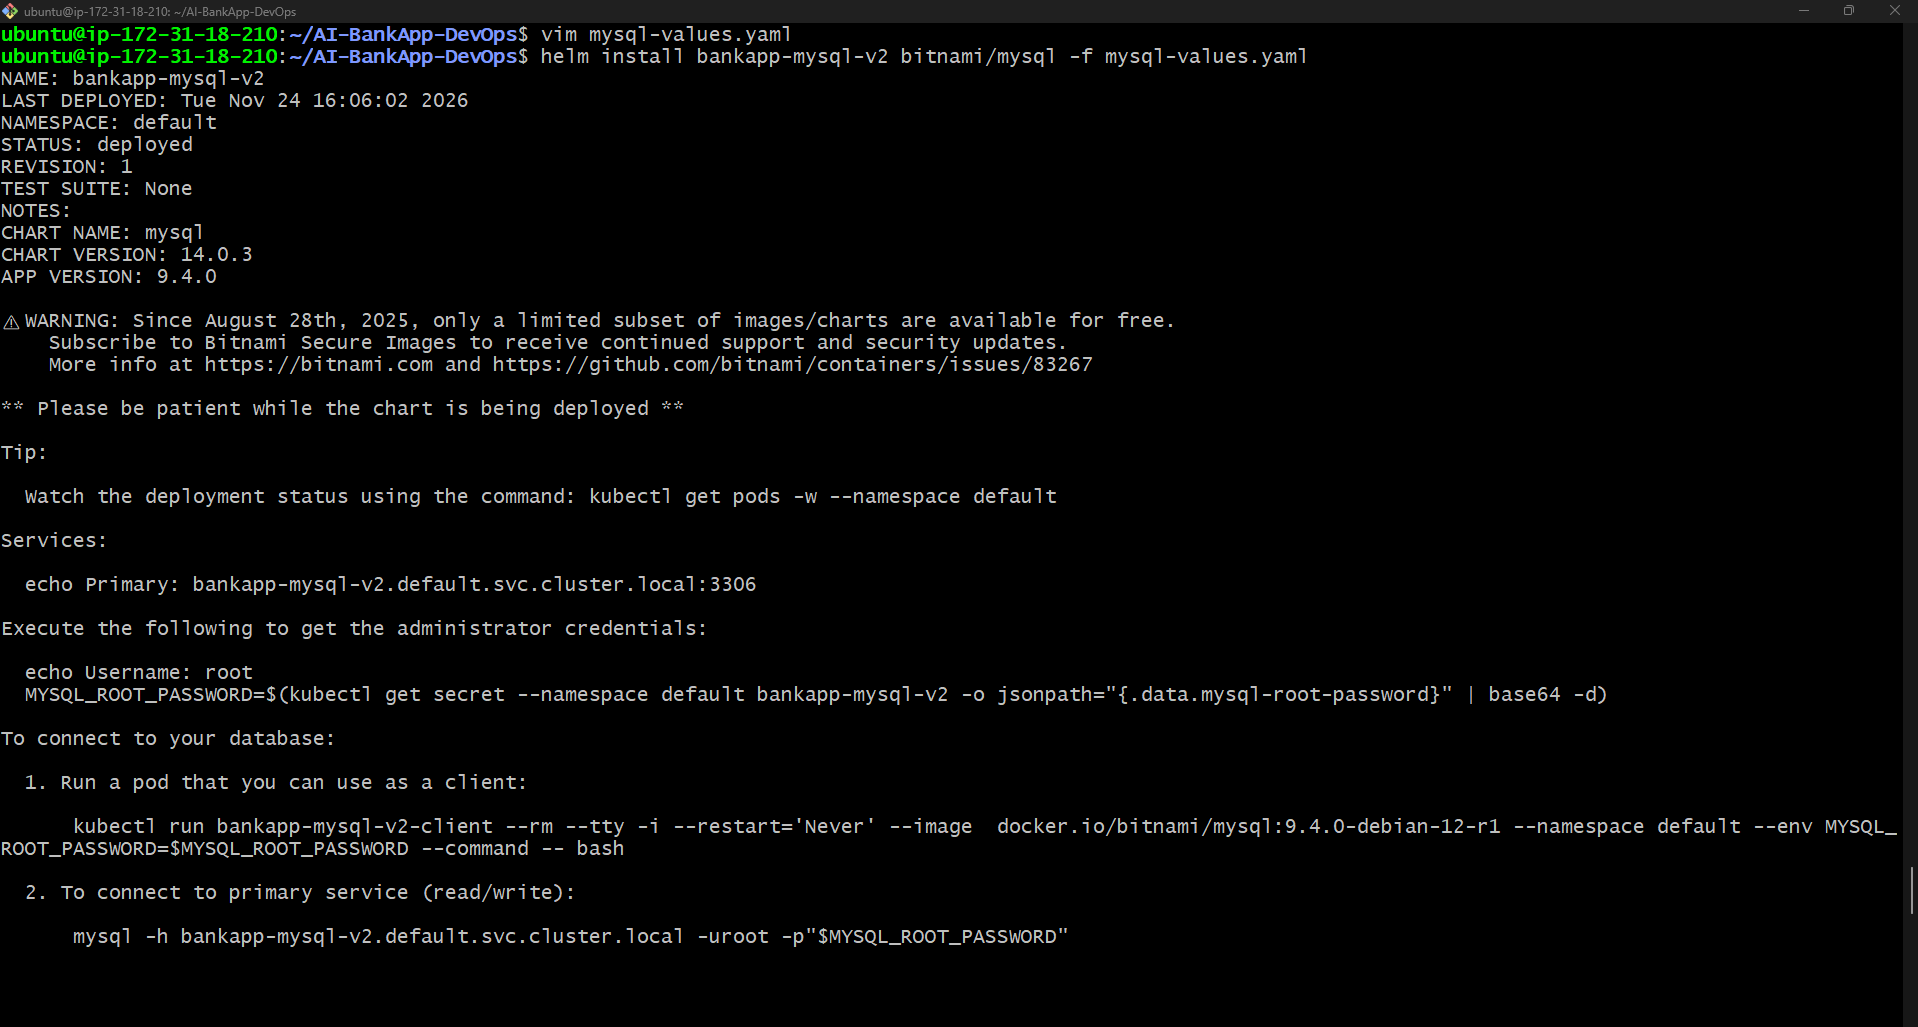 ubuntu@ip-172-31-18-210: ~/AI-BankApp-DevOps
ubuntu@ip-172-31-18-210:~/AI-BankApp-DevOps$ vim mysql-values.yaml
ubuntu@ip-172-31-18-210:~/AI-BankApp-DevOps$ helm install bankapp-mysql-v2 bitnami/mysql -f mysql-values.yaml
NAME: bankapp-mysql-v2
LAST DEPLOYED: Tue Nov 24 16:06:02 2026
NAMESPACE: default
STATUS: deployed
REVISION: 1
TEST SUITE: None
NOTES:
CHART NAME: mysql
CHART VERSION: 14.0.3
APP VERSION: 9.4.0

⚠ WARNING: Since August 28th, 2025, only a limited subset of images/charts are available for free.
    Subscribe to Bitnami Secure Images to receive continued support and security updates.
    More info at https://bitnami.com and https://github.com/bitnami/containers/issues/83267

** Please be patient while the chart is being deployed **

Tip:

  Watch the deployment status using the command: kubectl get pods -w --namespace default

Services:

  echo Primary: bankapp-mysql-v2.default.svc.cluster.local:3306

Execute the following to get the administrator credentials:

  echo Username: root
  MYSQL_ROOT_PASSWORD=$(kubectl get secret --namespace default bankapp-mysql-v2 -o jsonpath="{.data.mysql-root-password}" | base64 -d)

To connect to your database:

  1. Run a pod that you can use as a client:

      kubectl run bankapp-mysql-v2-client --rm --tty -i --restart='Never' --image  docker.io/bitnami/mysql:9.4.0-debian-12-r1 --namespace default --env MYSQL_
ROOT_PASSWORD=$MYSQL_ROOT_PASSWORD --command -- bash

  2. To connect to primary service (read/write):

      mysql -h bankapp-mysql-v2.default.svc.cluster.local -uroot -p"$MYSQL_ROOT_PASSWORD"